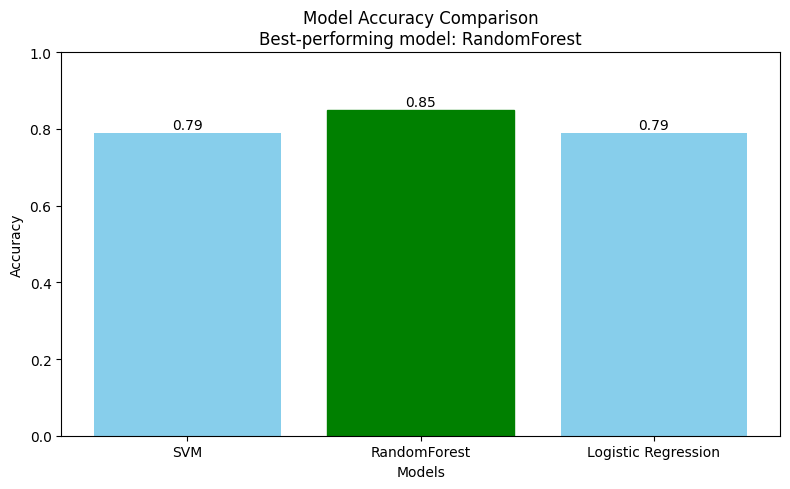 Model Accuracy Comparison
Best-performing model: RandomForest
1.0
0.8
0.6
0.4
0.2
0.0
Accuracy
0.79
0.85
0.79
SVM
RandomForest
Logistic Regression
Models